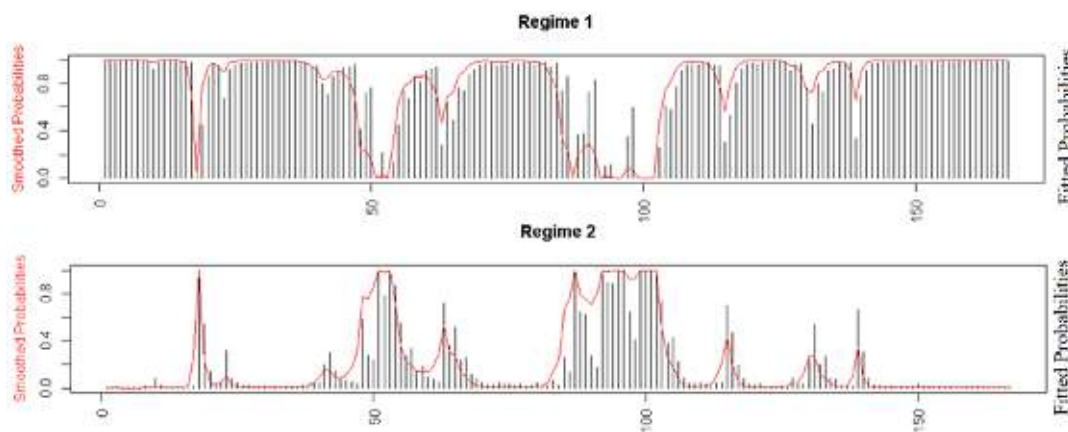 Regime 1
Smoothed Probabilities
0.0 0.4 0.8
0 50 100 150
Fitted Probabilities
Regime 2
Smoothed Probabilities
0.0 0.4 0.8
0 50 100 150
Fitted Probabilities